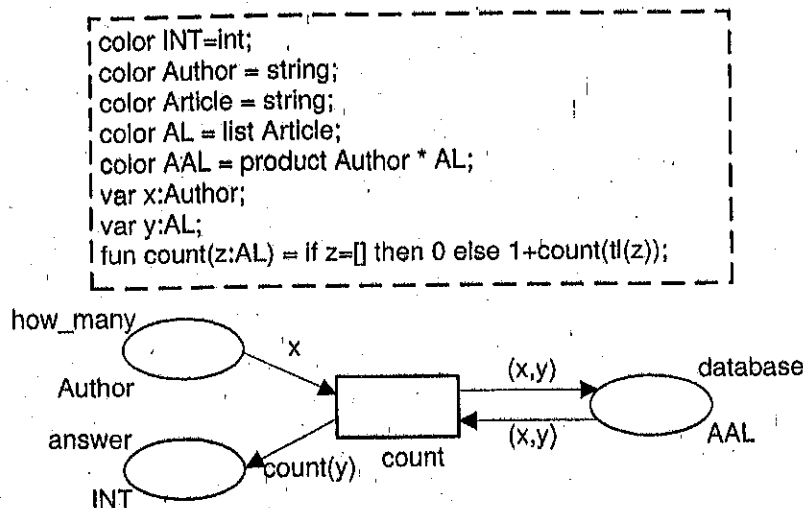 color INT=int;
color Author = string;
color Article = string;
color AL = list Article;
color AAL = product Author * AL;
var x:Author;
var y:AL;
fun count(z:AL) = if z=[] then 0 else 1+count(tl(z));
how_many
x
(x,y)
database
Author
answer
(x,y)
AAL
count(y)
count
INT